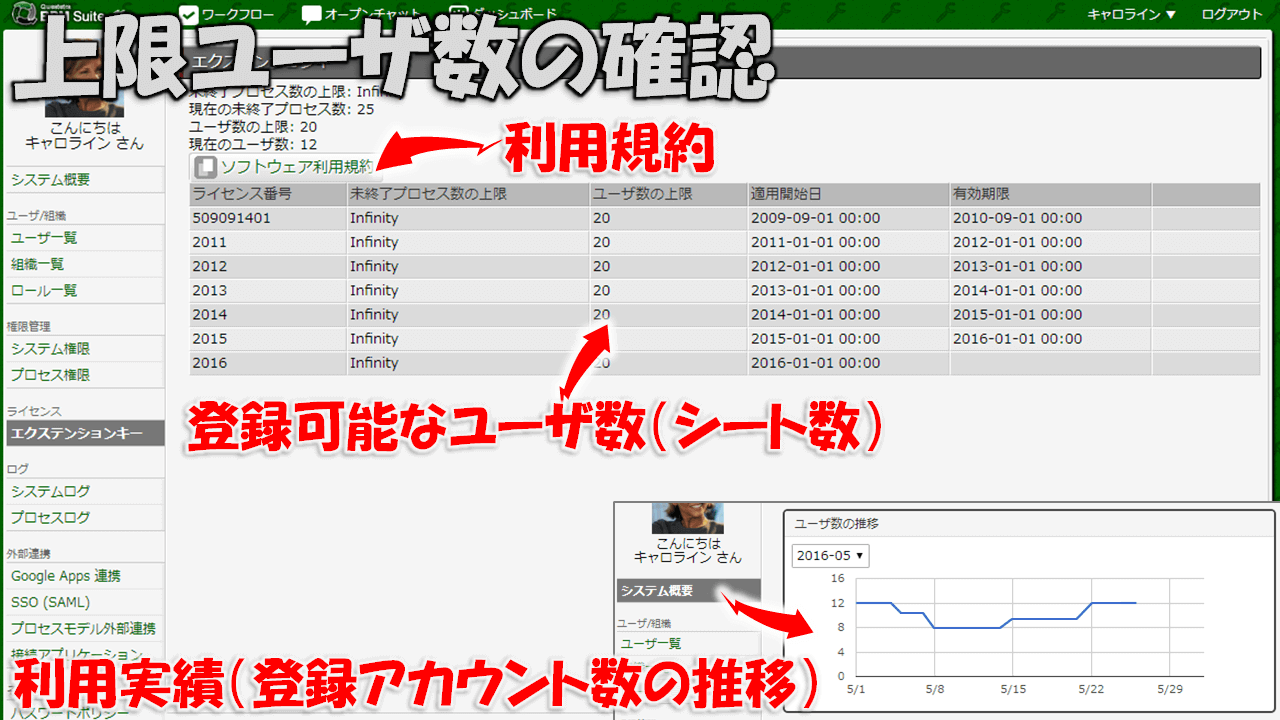 Questetra
BPM Suite
ワークフロー
オープンチャット
ダッシュボード
キャロライン ▼
ログアウト
上限ユーザ数の確認
エクステンションキー
未終了プロセス数の上限: Infinity
現在の未終了プロセス数: 25
ユーザ数の上限: 20
現在のユーザ数: 12
ソフトウェア利用規約
利用規約
こんにちは
キャロライン さん
システム概要
ユーザ/組織
ユーザ一覧
組織一覧
ロール一覧
権限管理
システム権限
プロセス権限
ライセンス
エクステンションキー
ログ
システムログ
プロセスログ
外部連携
Google Apps 連携
SSO (SAML)
プロセスモデル外部連携
接続アプリケーション
パスワードポリシー
ライセンス番号 未終了プロセス数の上限 ユーザ数の上限 適用開始日 有効期限
509091401 Infinity 20 2009-09-01 00:00 2010-09-01 00:00
2011 Infinity 20 2011-01-01 00:00 2012-01-01 00:00
2012 Infinity 20 2012-01-01 00:00 2013-01-01 00:00
2013 Infinity 20 2013-01-01 00:00 2014-01-01 00:00
2014 Infinity 20 2014-01-01 00:00 2015-01-01 00:00
2015 Infinity 2015-01-01 00:00 2016-01-01 00:00
2016 Infinity 20 2016-01-01 00:00
登録可能なユーザ数(シート数)
こんにちは
キャロライン さん
システム概要
ユーザ/組織
ユーザ一覧
ユーザ数の推移
2016-05 ▼
16
12
8
4
0
5/1 5/8 5/15 5/22 5/29
利用実績(登録アカウント数の推移)